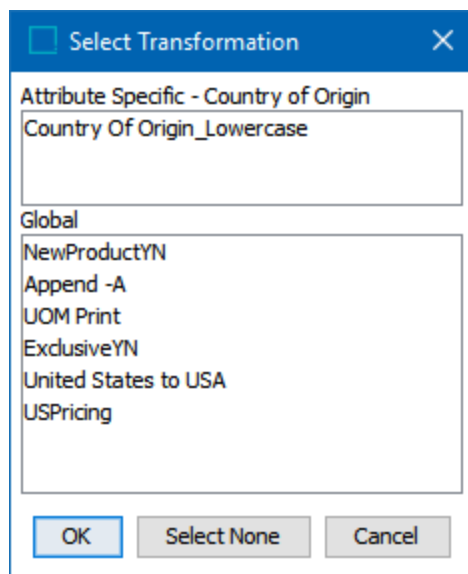 Select Transformation
Attribute Specific - Country of Origin
Country Of Origin_Lowercase
Global
NewProductYN
Append -A
UOM Print
ExclusiveYN
United States to USA
USPricing
OK Select None Cancel